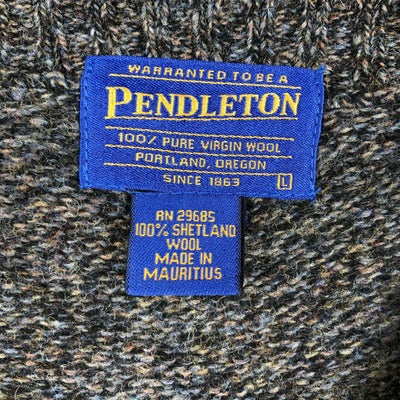 WARRANTED TO BE A
PENDLETON
100% PURE VIRGIN WOOL
PORTLAND, OREGON
SINCE 1863 L
RN 29685
100% SHETLAND
WOOL
MADE IN
MAURITIUS